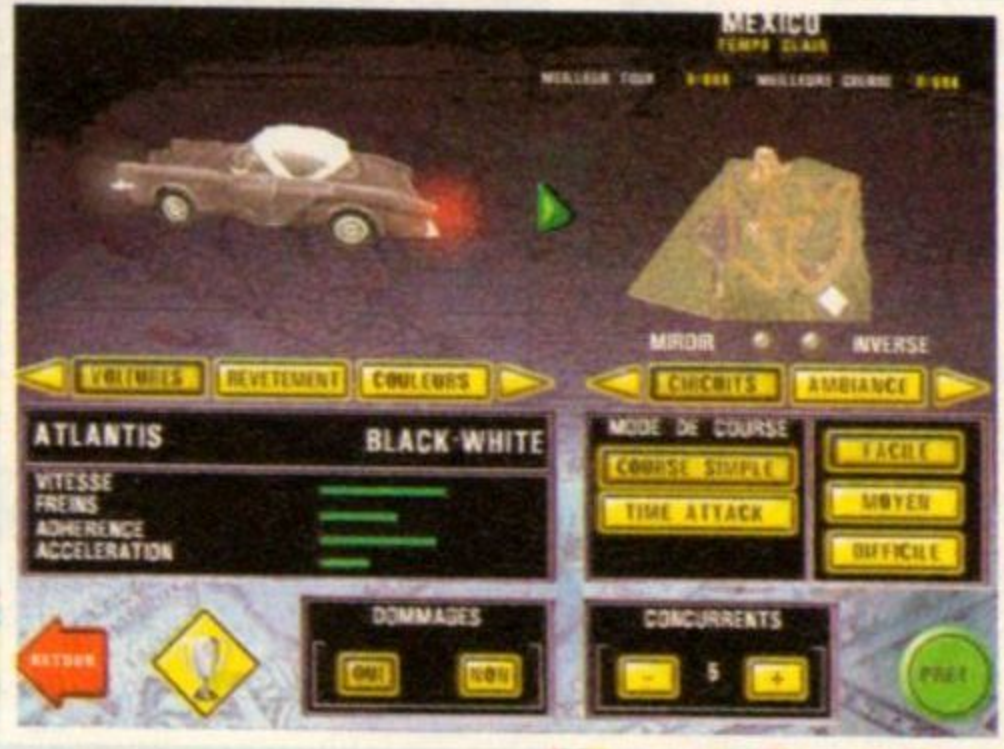 MEXICO
TEMPS CLAIR
MEILLEUR TOUR MEILLEURE COURSE
MIROIR INVERSE
VOITURES REVETEMENT COULEURS
CIRCUITS AMBIANCE
ATLANTIS BLACK-WHITE
VITESSE
FREINS
ADHERENCE
ACCELERATION
MODE DE COURSE
COURSE SIMPLE
TIME ATTACK
FACILE
MOYEN
DIFFICILE
RETOUR
DOMMAGES
OUI NON
CONCURRENTS
- 5 +
PRET